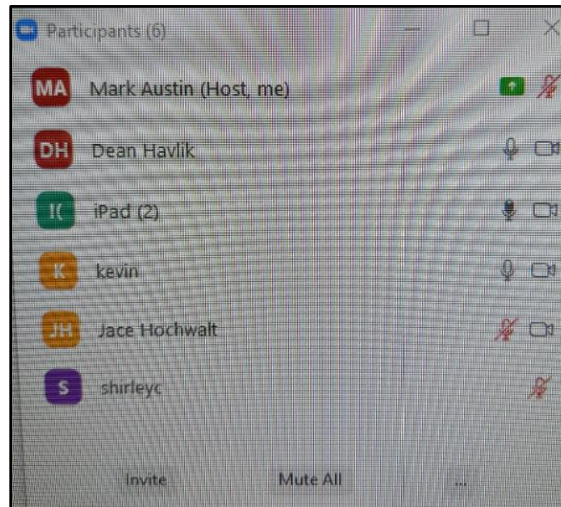 Participants (6)
MA Mark Austin (Host, me)
DH Dean Havlik
I( iPad (2)
K kevin
JH Jace Hochwalt
S shirleyc
Invite Mute All ...